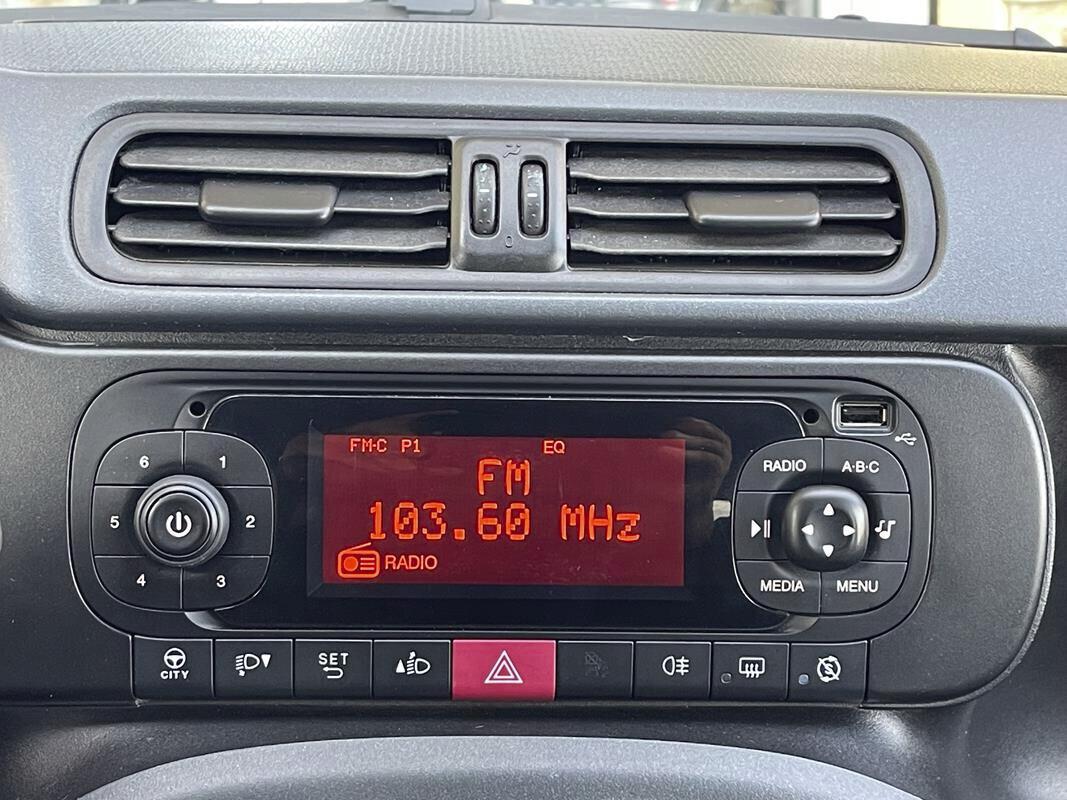 0
FM-C P1 EQ
FM
103.60 MHz
RADIO
6 1
5 2
4 3
RADIO A·B·C
MEDIA MENU
CITY
SET